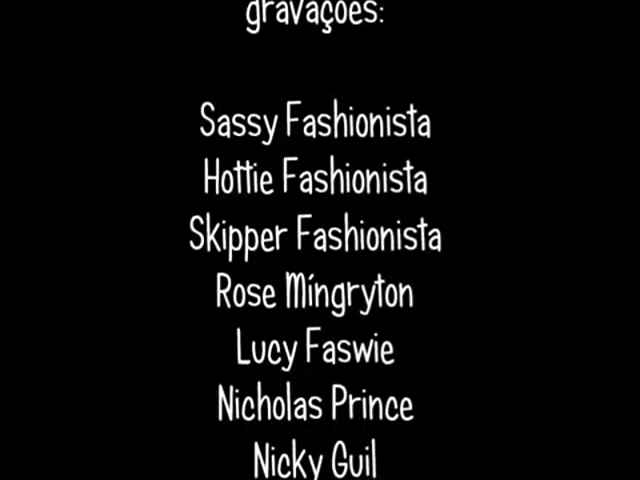 gravações:
Sassy Fashionista
Hottie Fashionista
Skipper Fashionista
Rose Míngryton
Lucy Faswie
Nicholas Prince
Nicky Guil